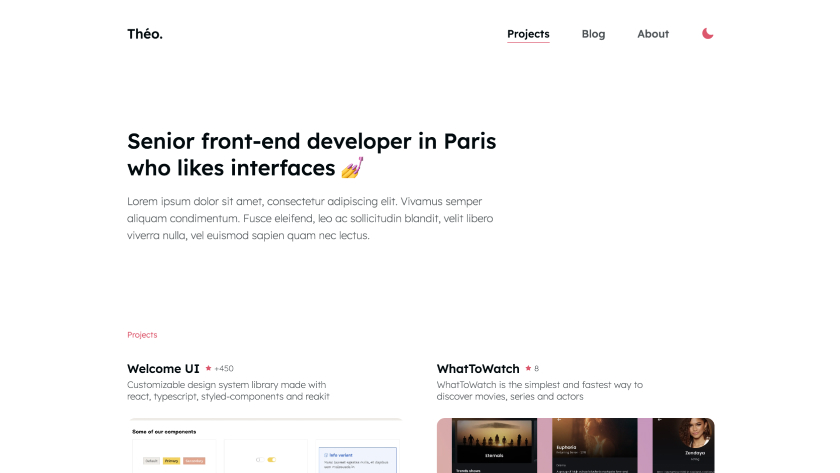 Théo.
Projects
Blog
About
Senior front-end developer in Paris
who likes interfaces 💅
Lorem ipsum dolor sit amet, consectetur adipiscing elit. Vivamus semper
aliquam condimentum. Fusce eleifend, leo ac sollicitudin blandit, velit libero
viverra nulla, vel euismod sapien quam nec lectus.
Projects
Welcome UI ★ +450
Customizable design system library made with
react, typescript, styled-components and reakit
WhatToWatch ★ 8
WhatToWatch is the simplest and fastest way to
discover movies, series and actors
Some of our components
Default
Primary
Secondary
Info variant
Eternals
Trends shows
Euphoria
Zendaya